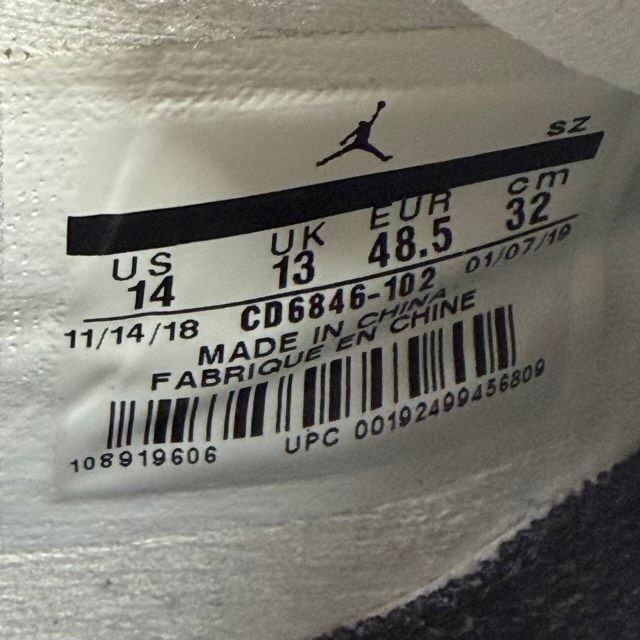 SZ
US UK EUR cm
14 13 48.5 32
11/14/18 CD6846-102 01/07/19
MADE IN CHINA
FABRIQUE EN CHINE
108919606 UPC 00192499456809